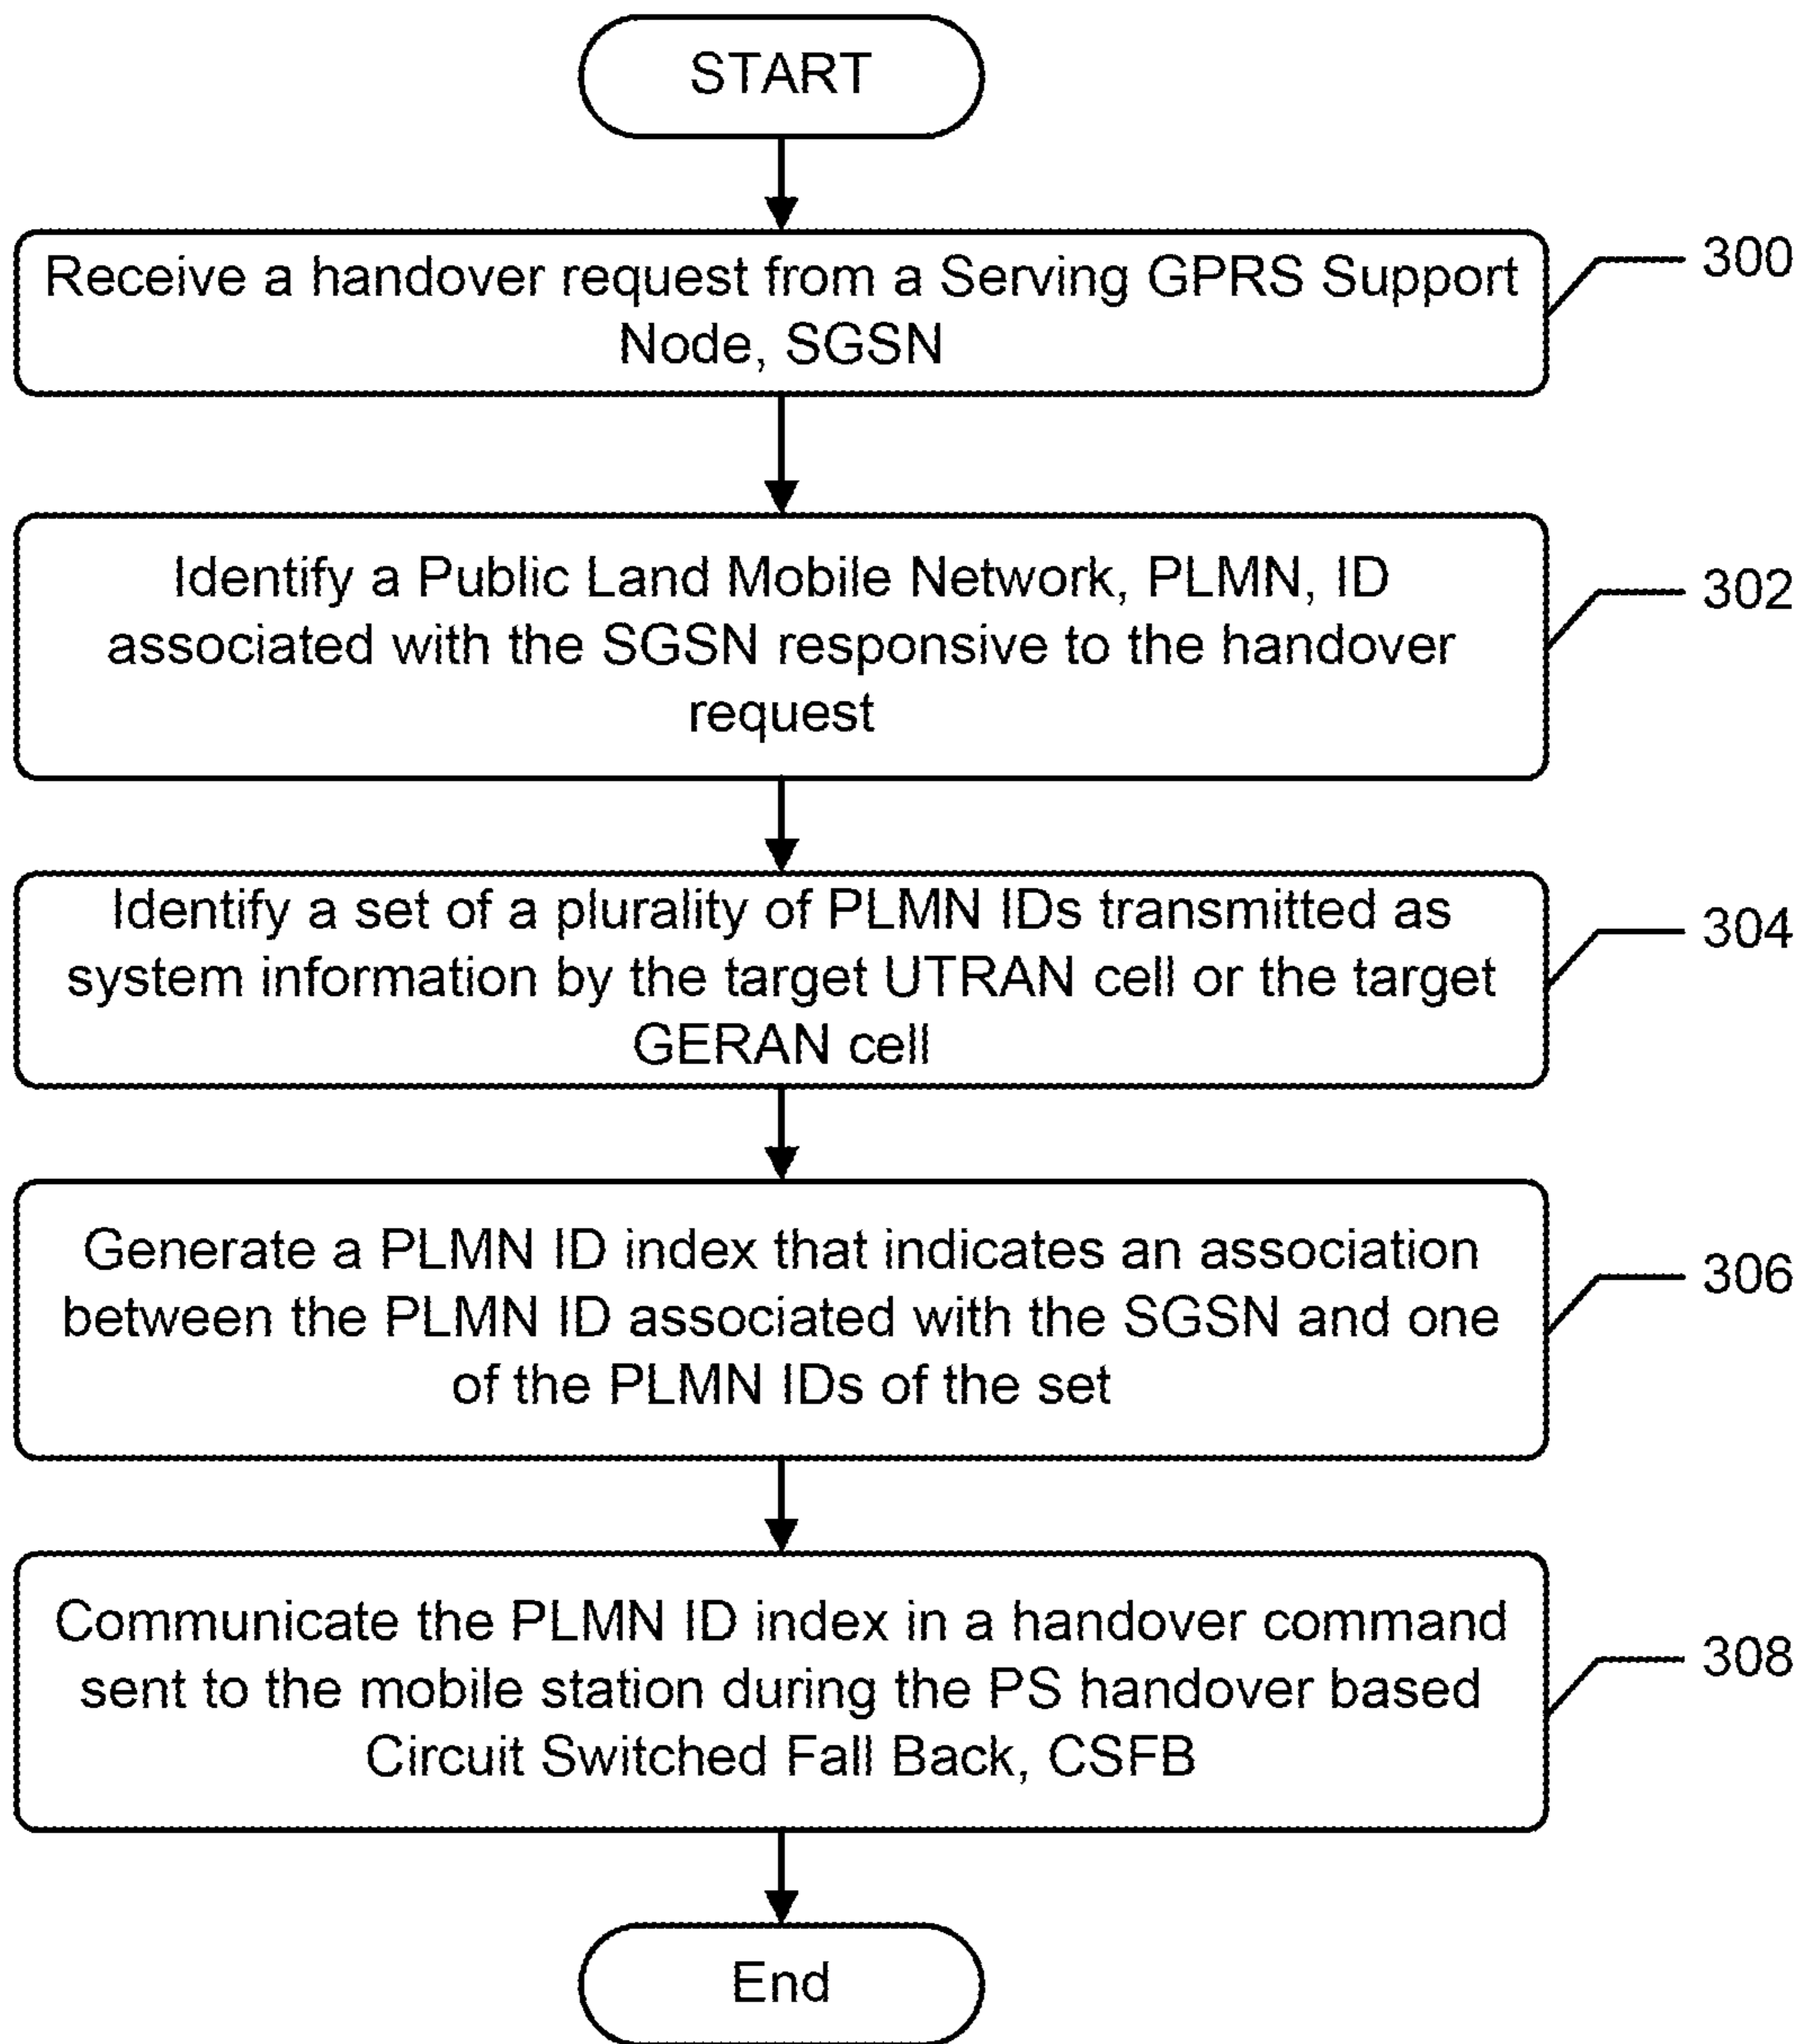 START
Receive a handover request from a Serving GPRS Support
Node, SGSN
300
Identify a Public Land Mobile Network, PLMN, ID
associated with the SGSN responsive to the handover
request
302
Identify a set of a plurality of PLMN IDs transmitted as
system information by the target UTRAN cell or the target
GERAN cell
304
Generate a PLMN ID index that indicates an association
between the PLMN ID associated with the SGSN and one
of the PLMN IDs of the set
306
Communicate the PLMN ID index in a handover command
sent to the mobile station during the PS handover based
Circuit Switched Fall Back, CSFB
308
End